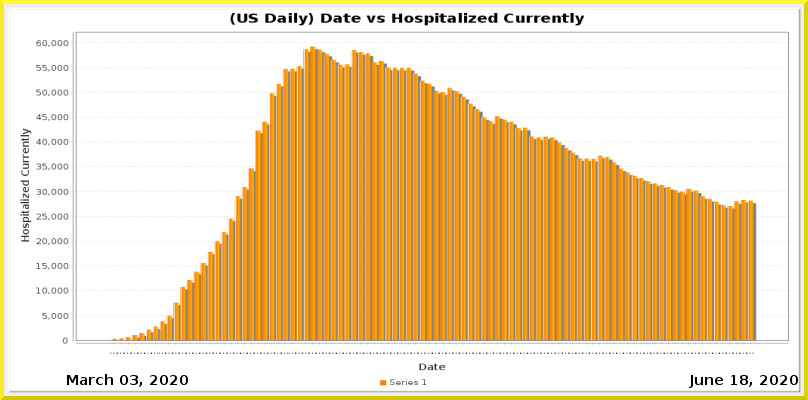 (US Daily) Date vs Hospitalized Currently
60,000
55,000
50,000
45,000
40,000
35,000
30,000
25,000
20,000
15,000
10,000
5,000
0
Hospitalized Currently
Date
March 03, 2020
June 18, 2020
Series 1